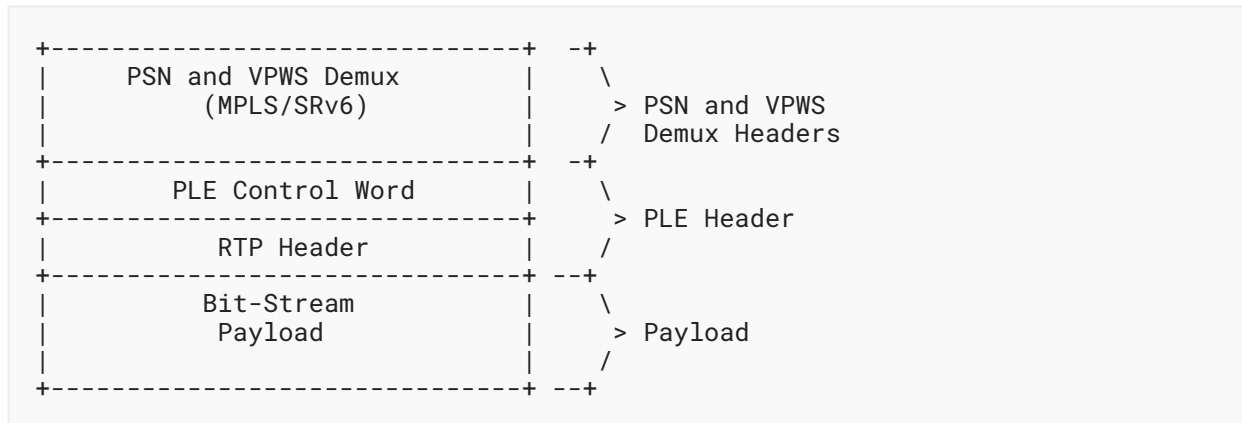 +-------------------------------+  -+
|     PSN and VPWS Demux        |    \
|          (MPLS/SRv6)          |     > PSN and VPWS
|                               |    /  Demux Headers
+-------------------------------+  -+
|        PLE Control Word       |    \
+-------------------------------+     > PLE Header
|           RTP Header          |    /
+-------------------------------+ --+
|          Bit-Stream           |    \
|           Payload             |     > Payload
|                               |    /
+-------------------------------+ --+